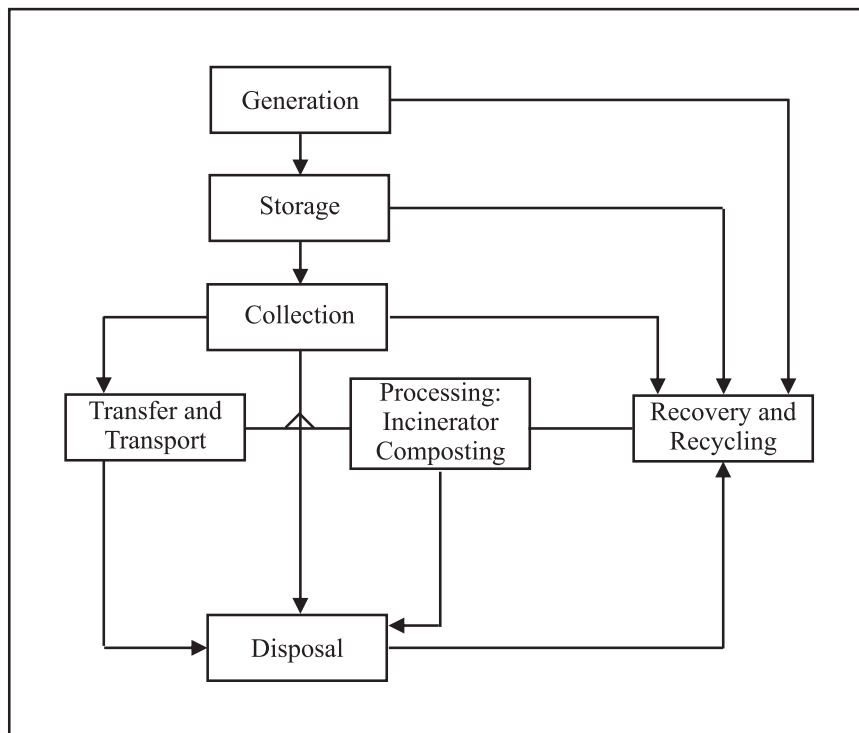 Generation
Storage
Collection
Transfer and
Transport
Processing:
Incinerator
Composting
Recovery and
Recycling
Disposal